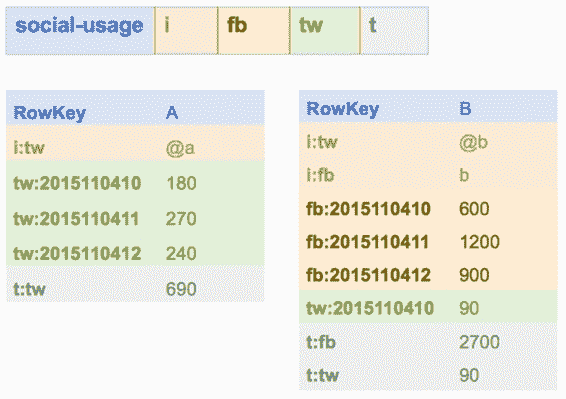 social-usage i fb tw t
RowKey A
i:tw @a
tw:2015110410 180
tw:2015110411 270
tw:2015110412 240
t:tw 690
RowKey B
i:tw @b
i:fb b
fb:2015110410 600
fb:2015110411 1200
fb:2015110412 900
tw:2015110410 90
t:fb 2700
t:tw 90